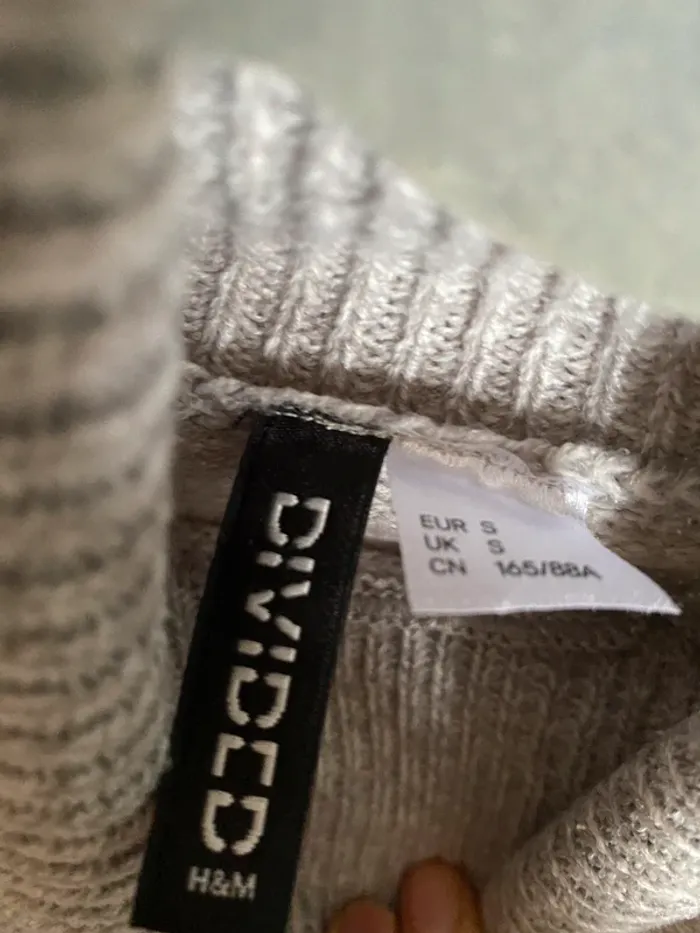 DIVIDED
H&M
EUR S
UK S
CN 165/88A